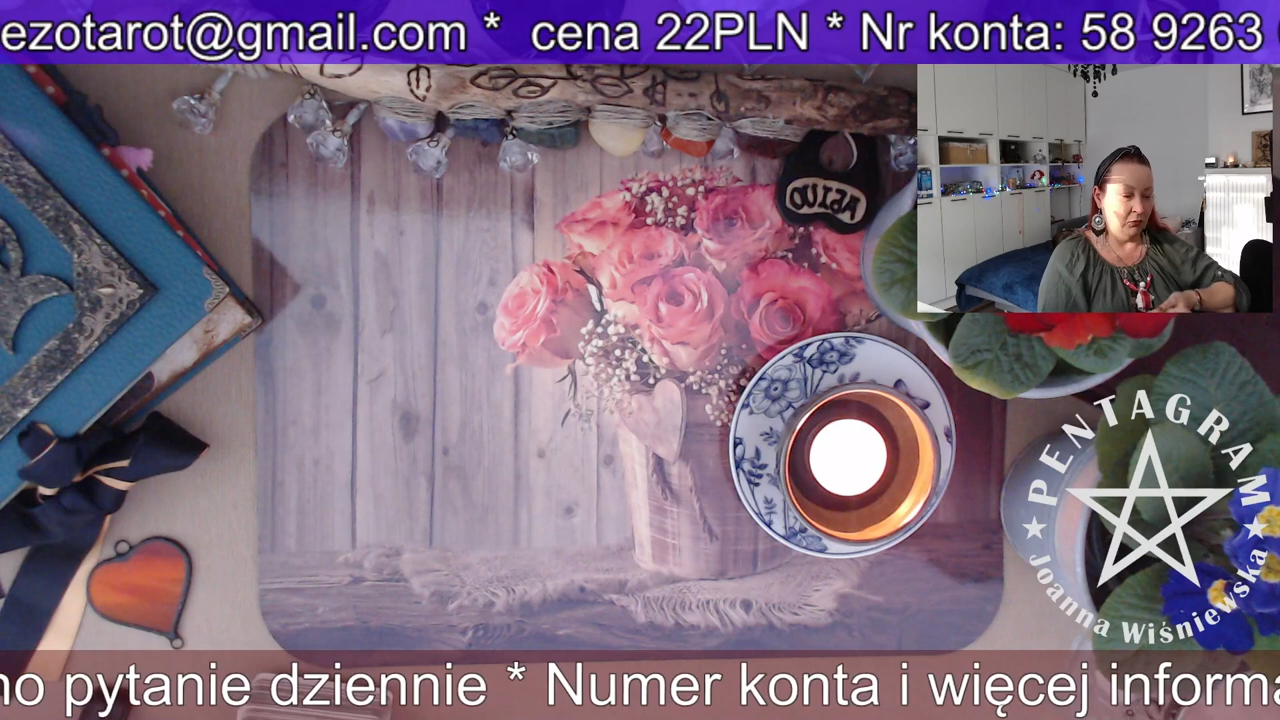 ezotarot@gmail.com * cena 22PLN * Nr konta: 58 9263
OUIJA
PENTAGRAM
Joanna Wiśniewska
no pytanie dziennie * Numer konta i więcej informa